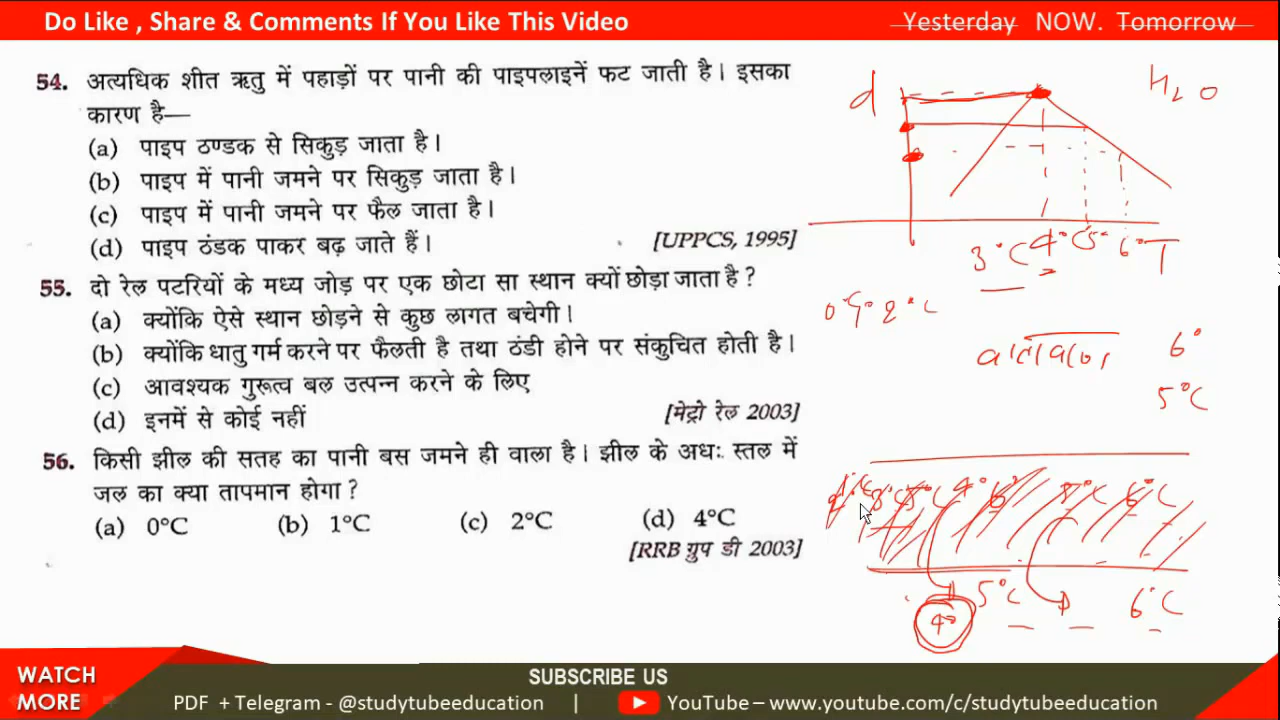 Do Like , Share & Comments If You Like This Video
Yesterday NOW. Tomorrow
54. अत्यधिक शीत ऋतु में पहाड़ों पर पानी की पाइपलाइनें फट जाती है। इसका
कारण है—
(a) पाइप ठण्डक से सिकुड़ जाता है।
(b) पाइप में पानी जमने पर सिकुड़ जाता है।
(c) पाइप में पानी जमने पर फैल जाता है।
(d) पाइप ठंडक पाकर बढ़ जाते हैं।
[UPPCS, 1995]
55. दो रेल पटरियों के मध्य जोड़ पर एक छोटा सा स्थान क्यों छोड़ा जाता है ?
(a) क्योंकि ऐसे स्थान छोड़ने से कुछ लागत बचेगी।
(b) क्योंकि धातु गर्म करने पर फैलती है तथा ठंडी होने पर संकुचित होती है।
(c) आवश्यक गुरूत्व बल उत्पन्न करने के लिए
(d) इनमें से कोई नहीं
[मेट्रो रेल 2003]
56. किसी झील की सतह का पानी बस जमने ही वाला है। झील के अधः स्तल में
जल का क्या तापमान होगा ?
(a) 0°C (b) 1°C (c) 2°C (d) 4°C
[RRB ग्रुप डी 2003]
d
H2O
3°C 4°C 5° 6° T
2°C
वातावरण
6°
5°C
5°C
6°C
4°
WATCH
MORE
SUBSCRIBE US
PDF + Telegram - @studytubeeducation | YouTube – www.youtube.com/c/studytubeeducation